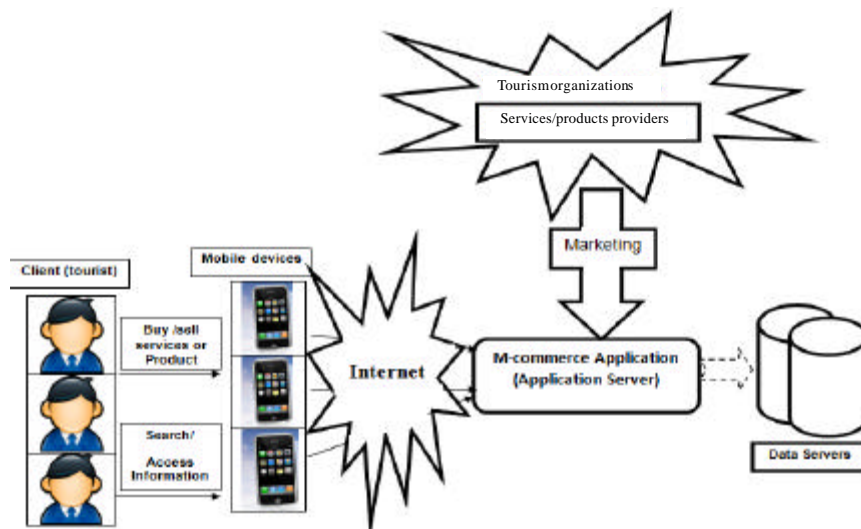 Tourismorganizations
Services/products providers
Marketing
Mobile devices
Client (tourist)
Buy /sell
services or
Product
Internet
M-commerce Application
(Application Server)
Search/
Access
Information
Data Servers